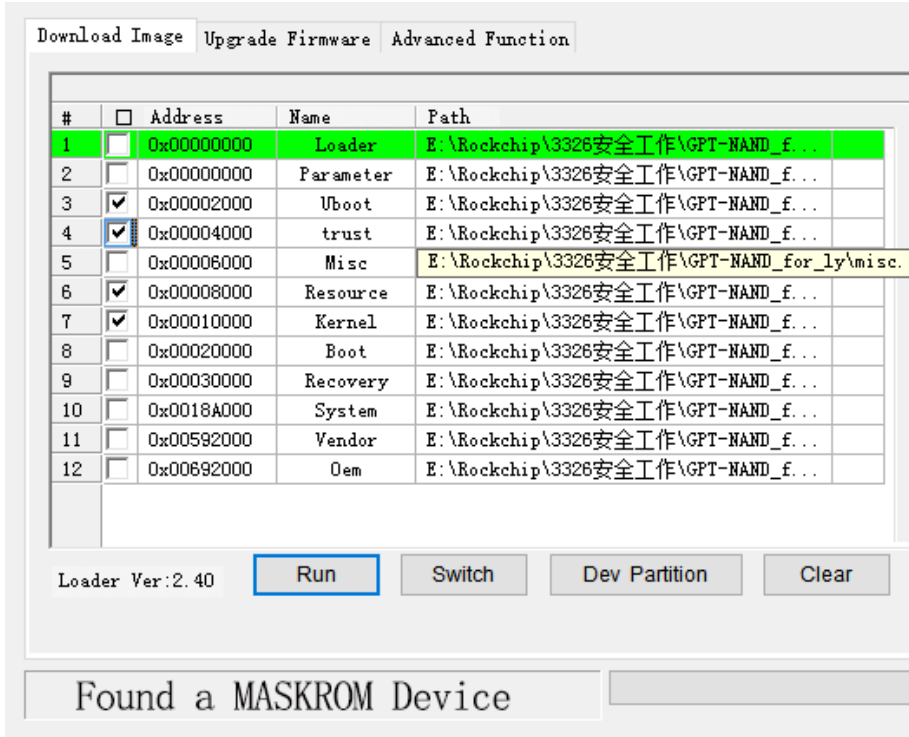 Download Image Upgrade Firmware Advanced Function
# Address Name Path
1 0x00000000 Loader E:\Rockchip\3326安全工作\GPT-NAND_f...
2 0x00000000 Parameter E:\Rockchip\3326安全工作\GPT-NAND_f...
3 0x00002000 Uboot E:\Rockchip\3326安全工作\GPT-NAND_f...
4 0x00004000 trust E:\Rockchip\3326安全工作\GPT-NAND_f...
5 0x00006000 Misc E:\Rockchip\3326安全工作\GPT-NAND_for_ly\misc.
6 0x00008000 Resource E:\Rockchip\3326安全工作\GPT-NAND_f...
7 0x00010000 Kernel E:\Rockchip\3326安全工作\GPT-NAND_f...
8 0x00020000 Boot E:\Rockchip\3326安全工作\GPT-NAND_f...
9 0x00030000 Recovery E:\Rockchip\3326安全工作\GPT-NAND_f...
10 0x0018A000 System E:\Rockchip\3326安全工作\GPT-NAND_f...
11 0x00592000 Vendor E:\Rockchip\3326安全工作\GPT-NAND_f...
12 0x00692000 Oem E:\Rockchip\3326安全工作\GPT-NAND_f...
Loader Ver:2.40 Run Switch Dev Partition Clear
Found a MASKROM Device